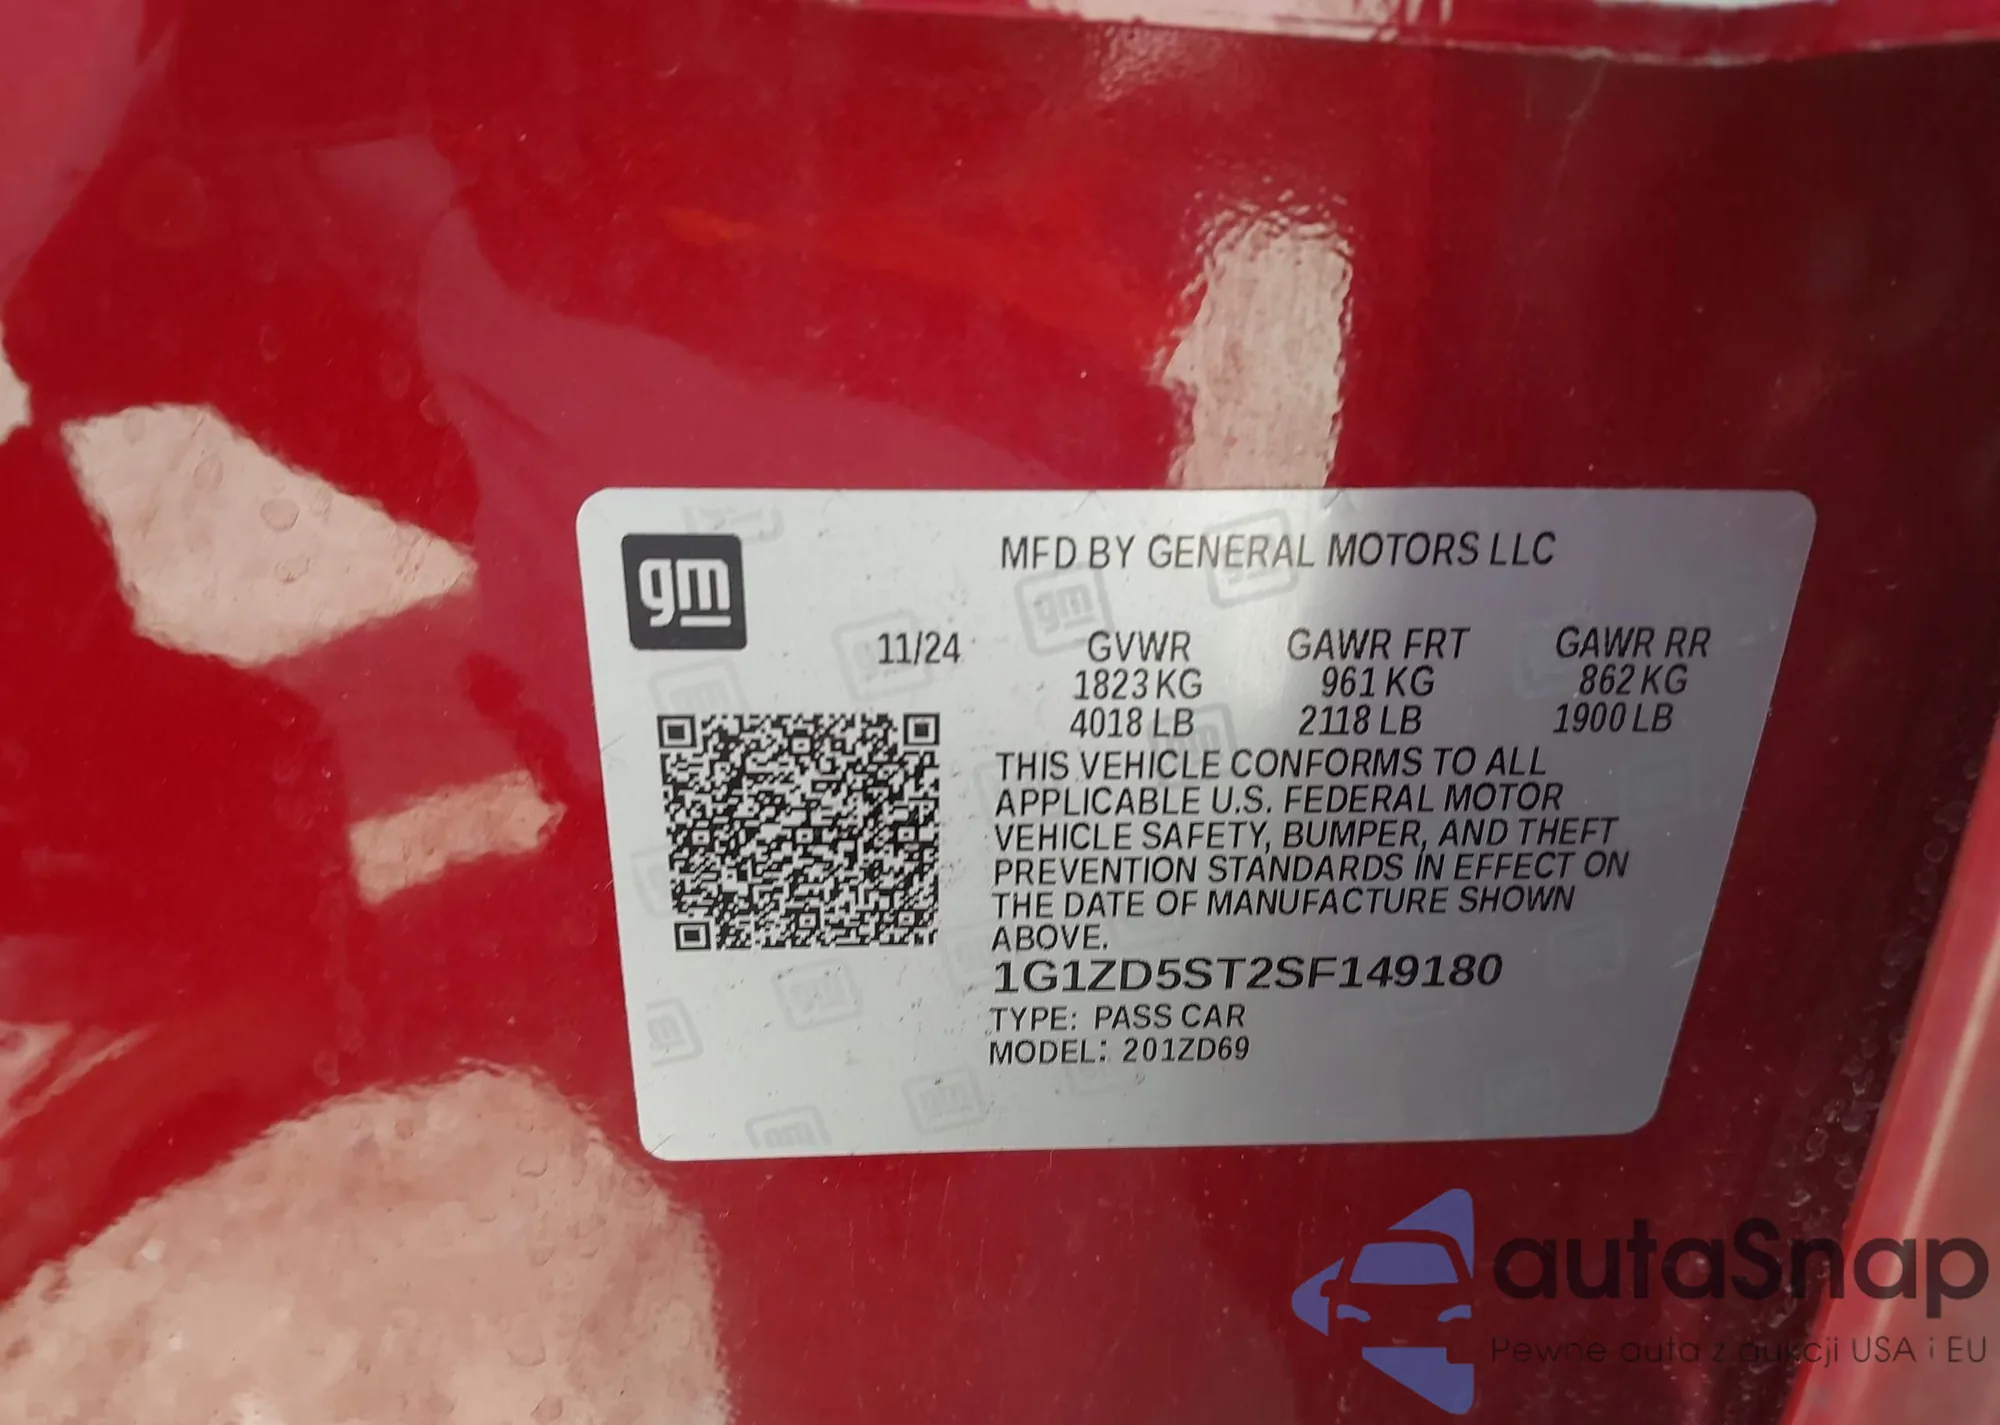 gm
MFD BY GENERAL MOTORS LLC
11/24 GVWR GAWR FRT GAWR RR
1823 KG 961 KG 862 KG
4018 LB 2118 LB 1900 LB
THIS VEHICLE CONFORMS TO ALL
APPLICABLE U.S. FEDERAL MOTOR
VEHICLE SAFETY, BUMPER, AND THEFT
PREVENTION STANDARDS IN EFFECT ON
THE DATE OF MANUFACTURE SHOWN
ABOVE.
1G1ZD5ST2SF149180
TYPE: PASS CAR
MODEL: 201ZD69
autaSnap
Pewne auta z aukcji USA i EU